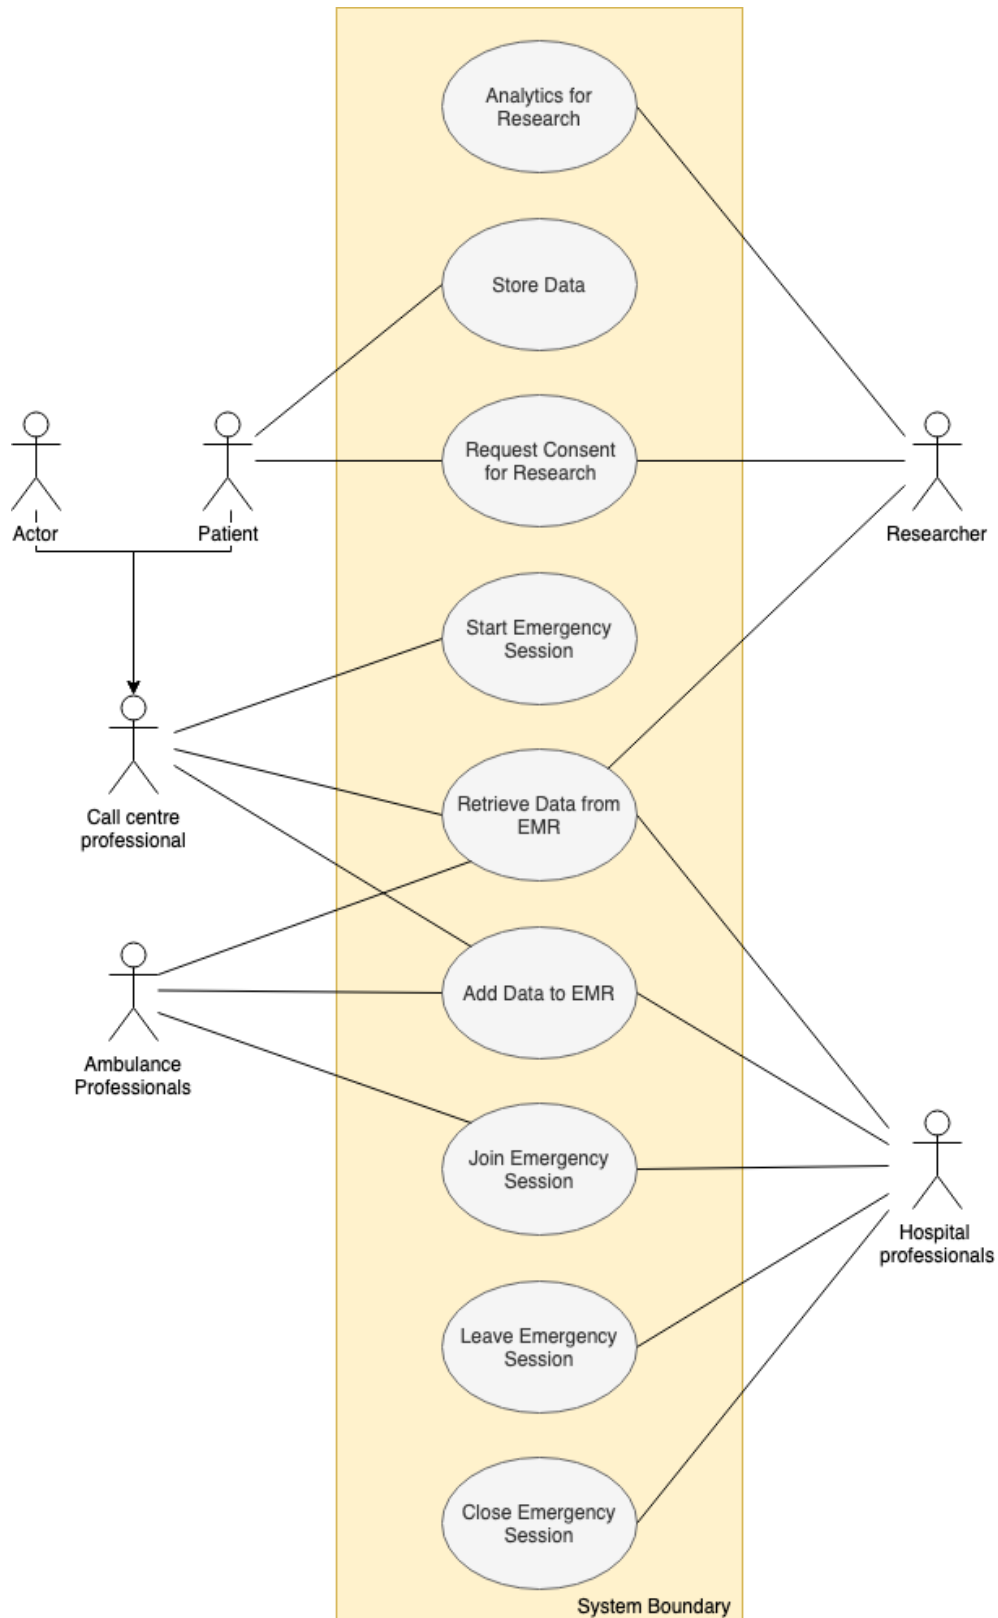 Analytics for
Research
Store Data
Request Consent
for Research
Actor
Patient
Researcher
Start Emergency
Session
Call centre
professional
Retrieve Data from
EMR
Add Data to EMR
Ambulance
Professionals
Join Emergency
Session
Hospital
professionals
Leave Emergency
Session
Close Emergency
Session
System Boundary